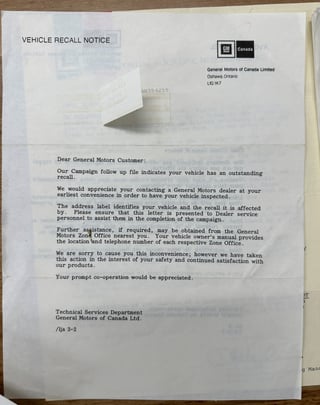 VEHICLE RECALL NOTICE
GM Canada
General Motors of Canada Limited
Oshawa Ontario
Dear General Motors Customer:
Our Campaign follow up file indicates your vehicle has an outstanding
recall.
We would appreciate your contacting a General Motors dealer at your
earliest convenience in order to have your vehicle inspected.
The address label identifies your vehicle and the recall it is affected
by. Please ensure that this letter is presented to Dealer service
personnel to assist them in the completion of the campaign.
Further assistance, if required, may be obtained from the General
Motors Zone Office nearest you. Your vehicle owner's manual provides
the location and telephone number of each respective Zone Office.
We are sorry to cause you this inconvenience; however we have taken
this action in the interest of your safety and continued satisfaction with
our products.
Your prompt co-operation would be appreciated.
Technical Services Department
General Motors of Canada Ltd.
/lja 2-2